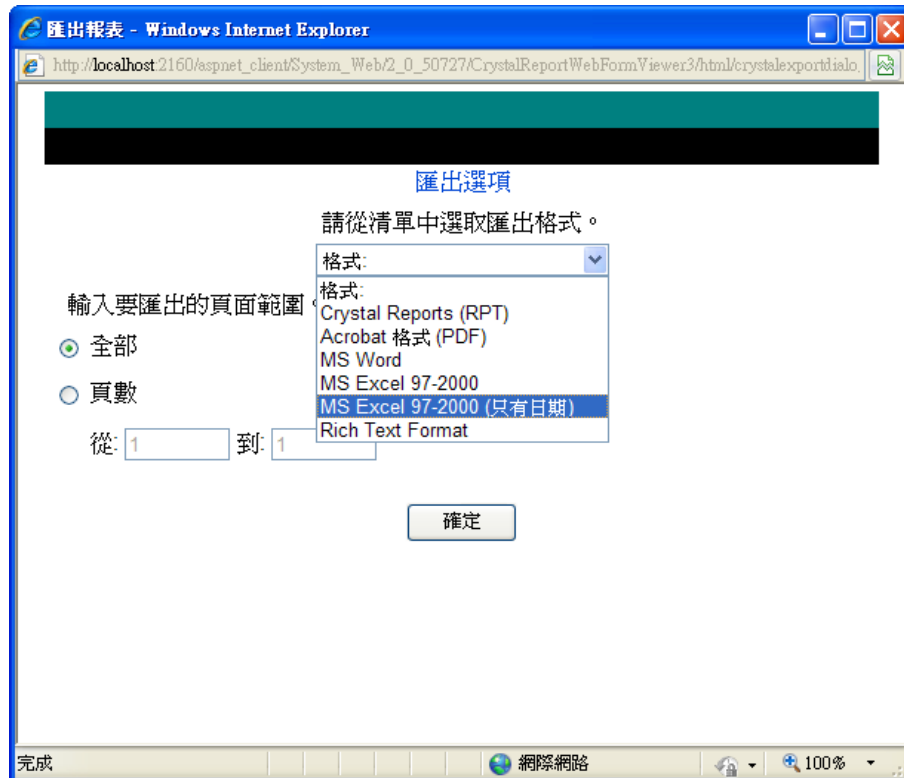 匯出報表 - Windows Internet Explorer
http://localhost:2160/aspnet_client/System_Web/2_0_50727/CrystalReportWebFormViewer3/html/crystalexportdialo
匯出選項
請從清單中選取匯出格式。
格式:
格式:
Crystal Reports (RPT)
Acrobat 格式 (PDF)
MS Word
MS Excel 97-2000
MS Excel 97-2000 (只有日期)
Rich Text Format
輸入要匯出的頁面範圍。
全部
頁數
從: 1 到: 1
確定
完成 網際網路 100%